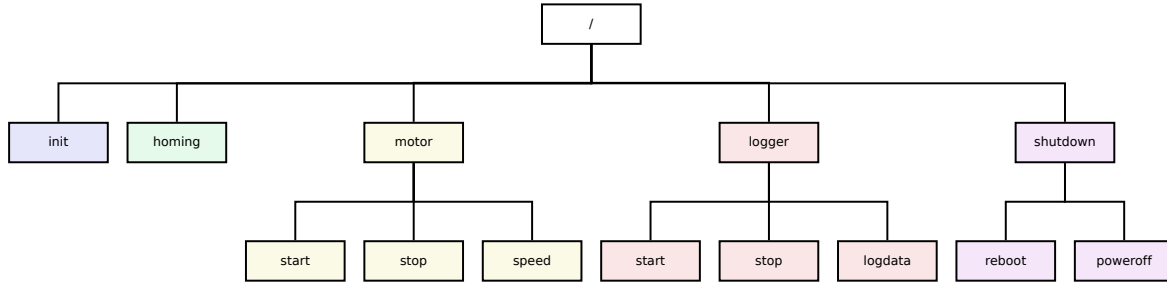 /
init
homing
motor
logger
shutdown
start
stop
speed
start
stop
logdata
reboot
poweroff